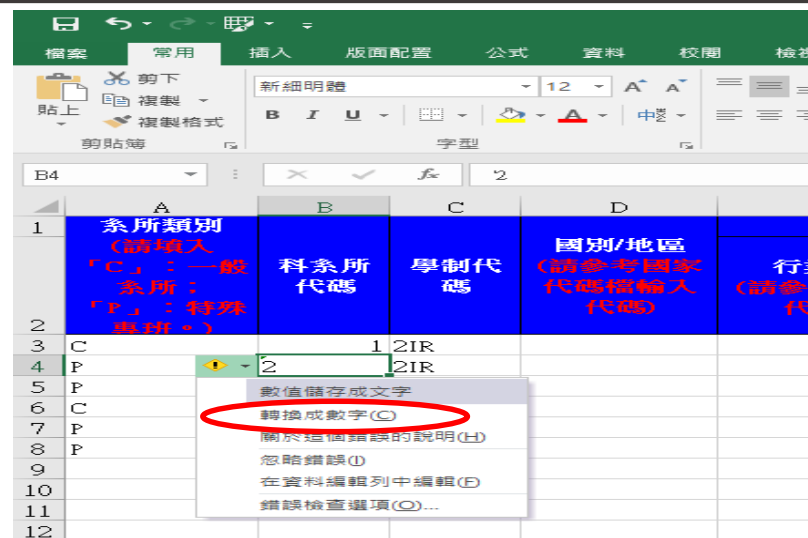 檔案 常用 插入 版面配置 公式 資料 校閱 檢視
剪下
新細明體 12
貼上
複製
B I U
複製格式
剪貼簿 字型
B4 fx '2
A B C D
1 系所類別
(請填入
「C」：一般
系所；
「P」：特殊
專班。)
科系所
代碼
學制代
碼
國別/地區
(請參考國家
代碼檔輸入
代碼)
行
(請參
代
2
3 C 1 2IR
4 P 2 2IR
5 P
6 C
7 P
8 P
9
10
11
12
數值儲存成文字
轉換成數字(C)
關於這個錯誤的說明(H)
忽略錯誤(I)
在資料編輯列中編輯(F)
錯誤檢查選項(O)...